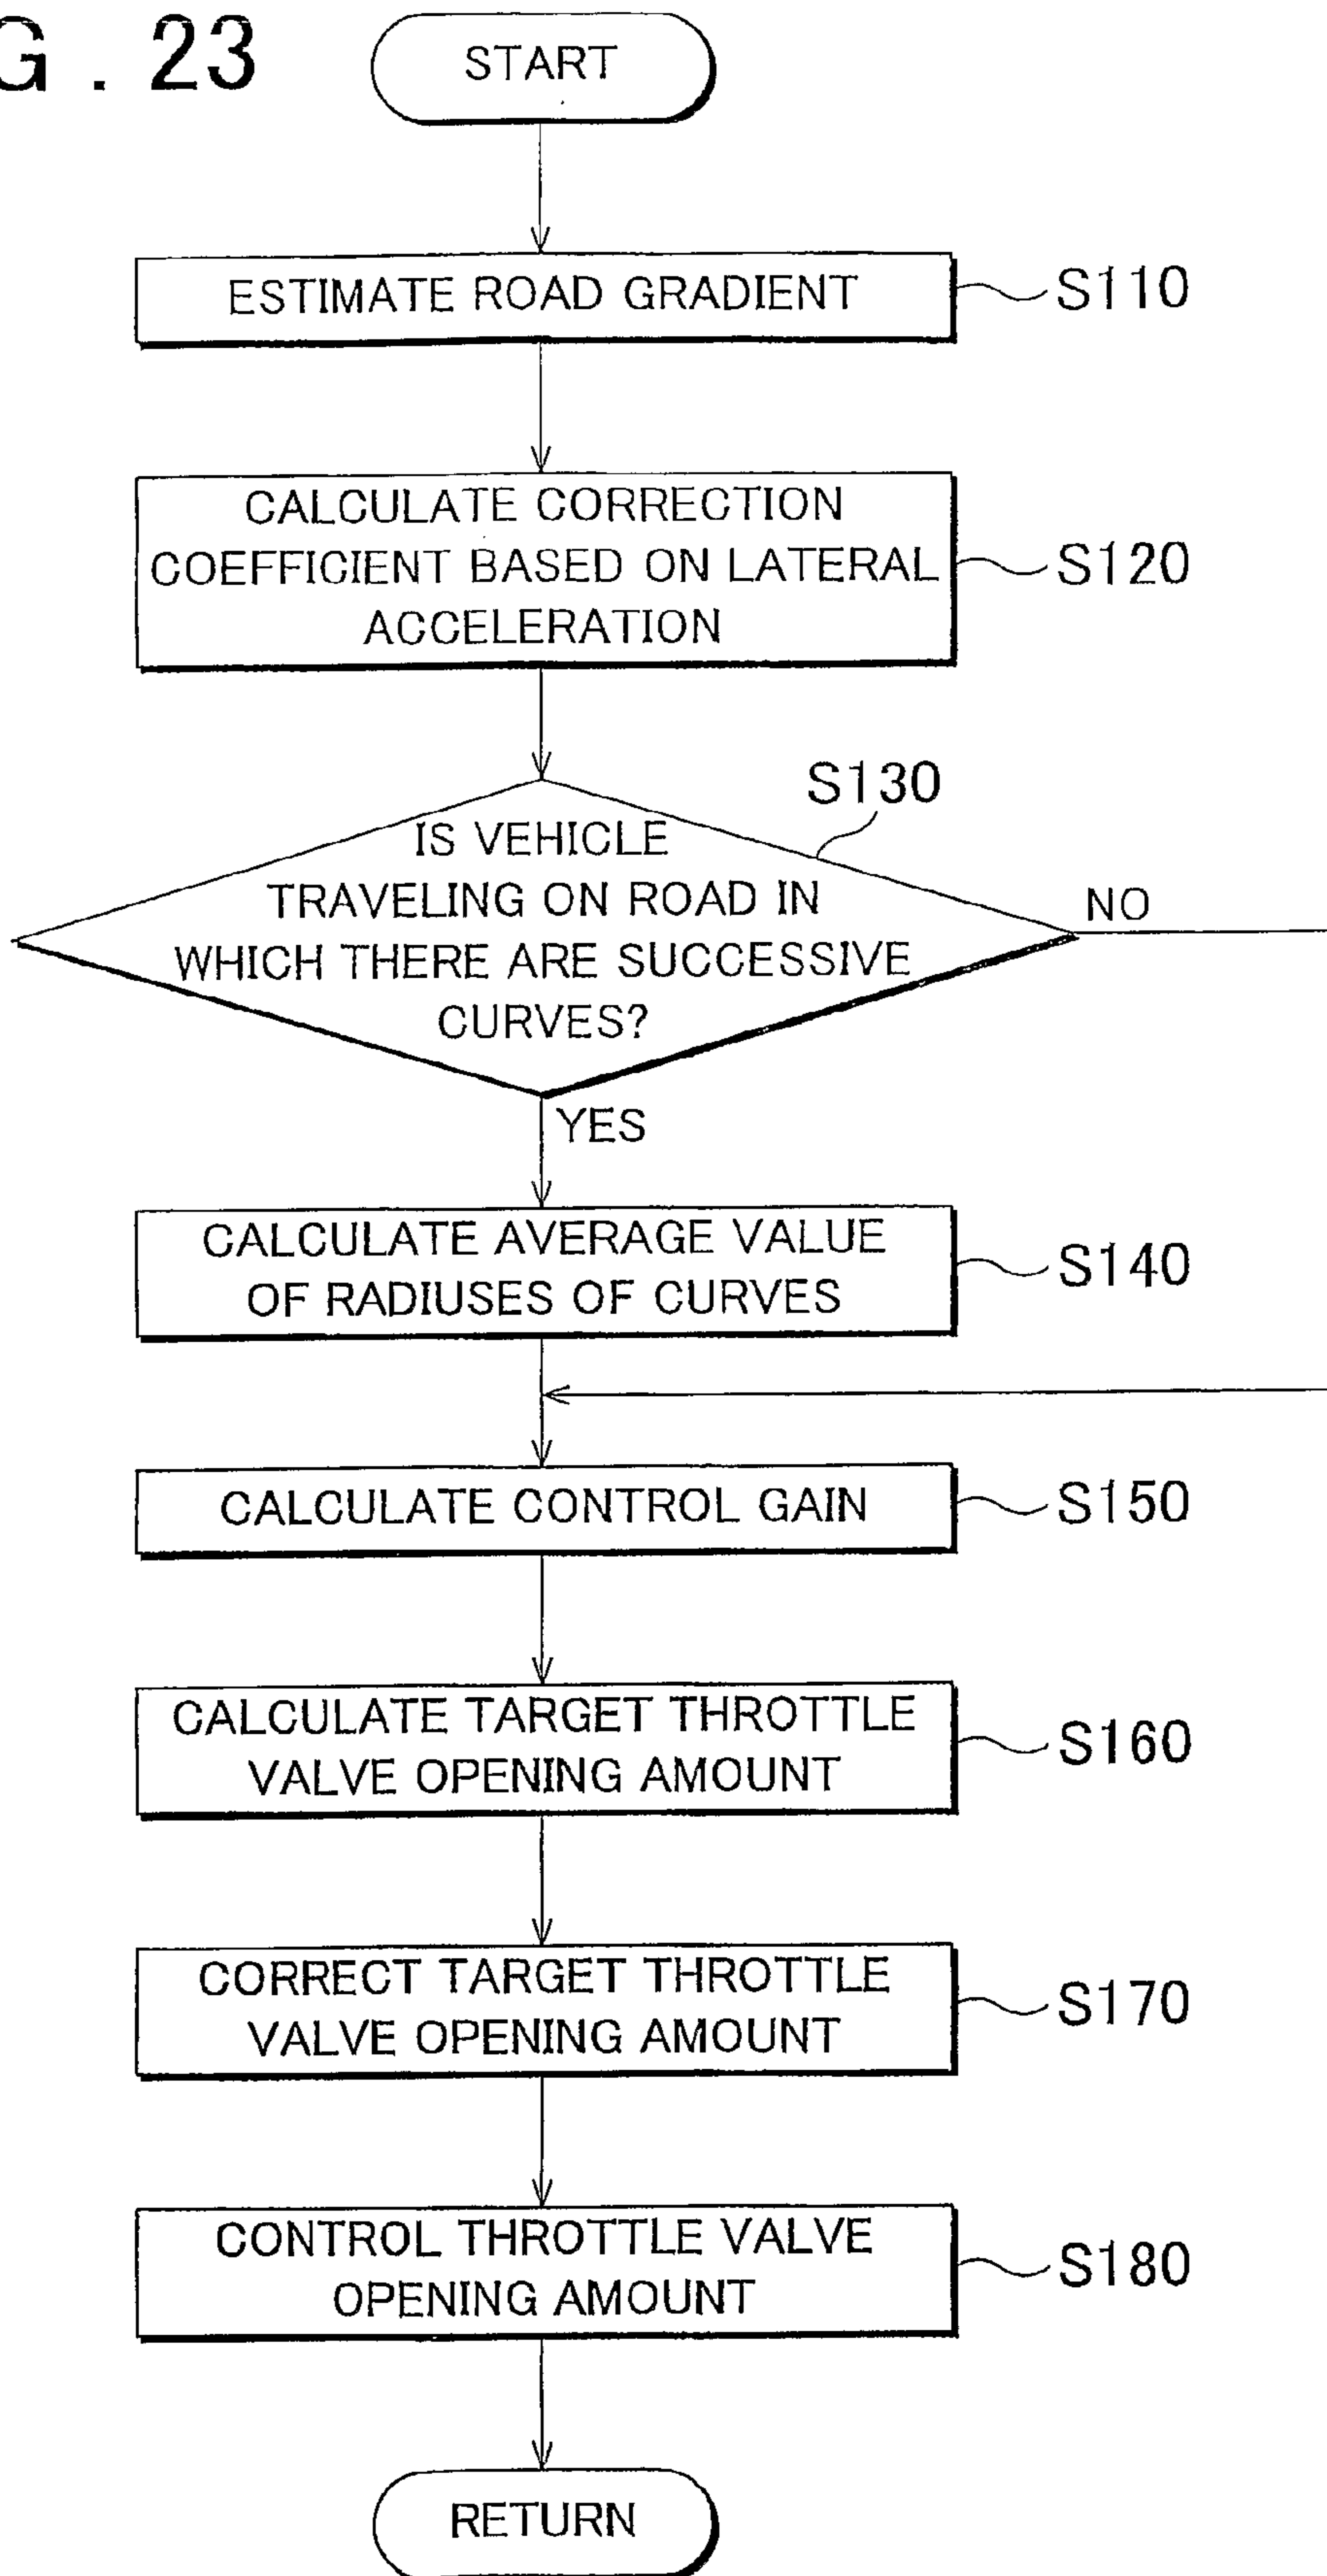 G . 23
START
ESTIMATE ROAD GRADIENT
S110
CALCULATE CORRECTION
COEFFICIENT BASED ON LATERAL
ACCELERATION
S120
S130
IS VEHICLE
TRAVELING ON ROAD IN
WHICH THERE ARE SUCCESSIVE
CURVES?
NO
YES
CALCULATE AVERAGE VALUE
OF RADIUSES OF CURVES
S140
CALCULATE CONTROL GAIN
S150
CALCULATE TARGET THROTTLE
VALVE OPENING AMOUNT
S160
CORRECT TARGET THROTTLE
VALVE OPENING AMOUNT
S170
CONTROL THROTTLE VALVE
OPENING AMOUNT
S180
RETURN